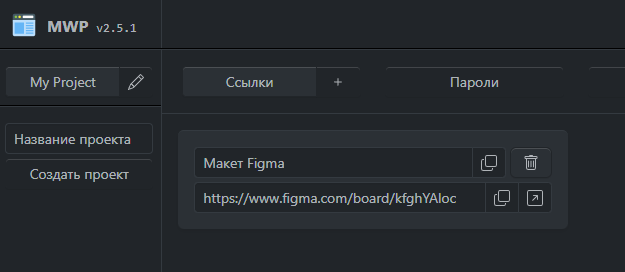 MWP v2.5.1
My Project
Ссылки +
Пароли
Название проекта
Создать проект
Макет Figma
https://www.figma.com/board/kfghYAloc